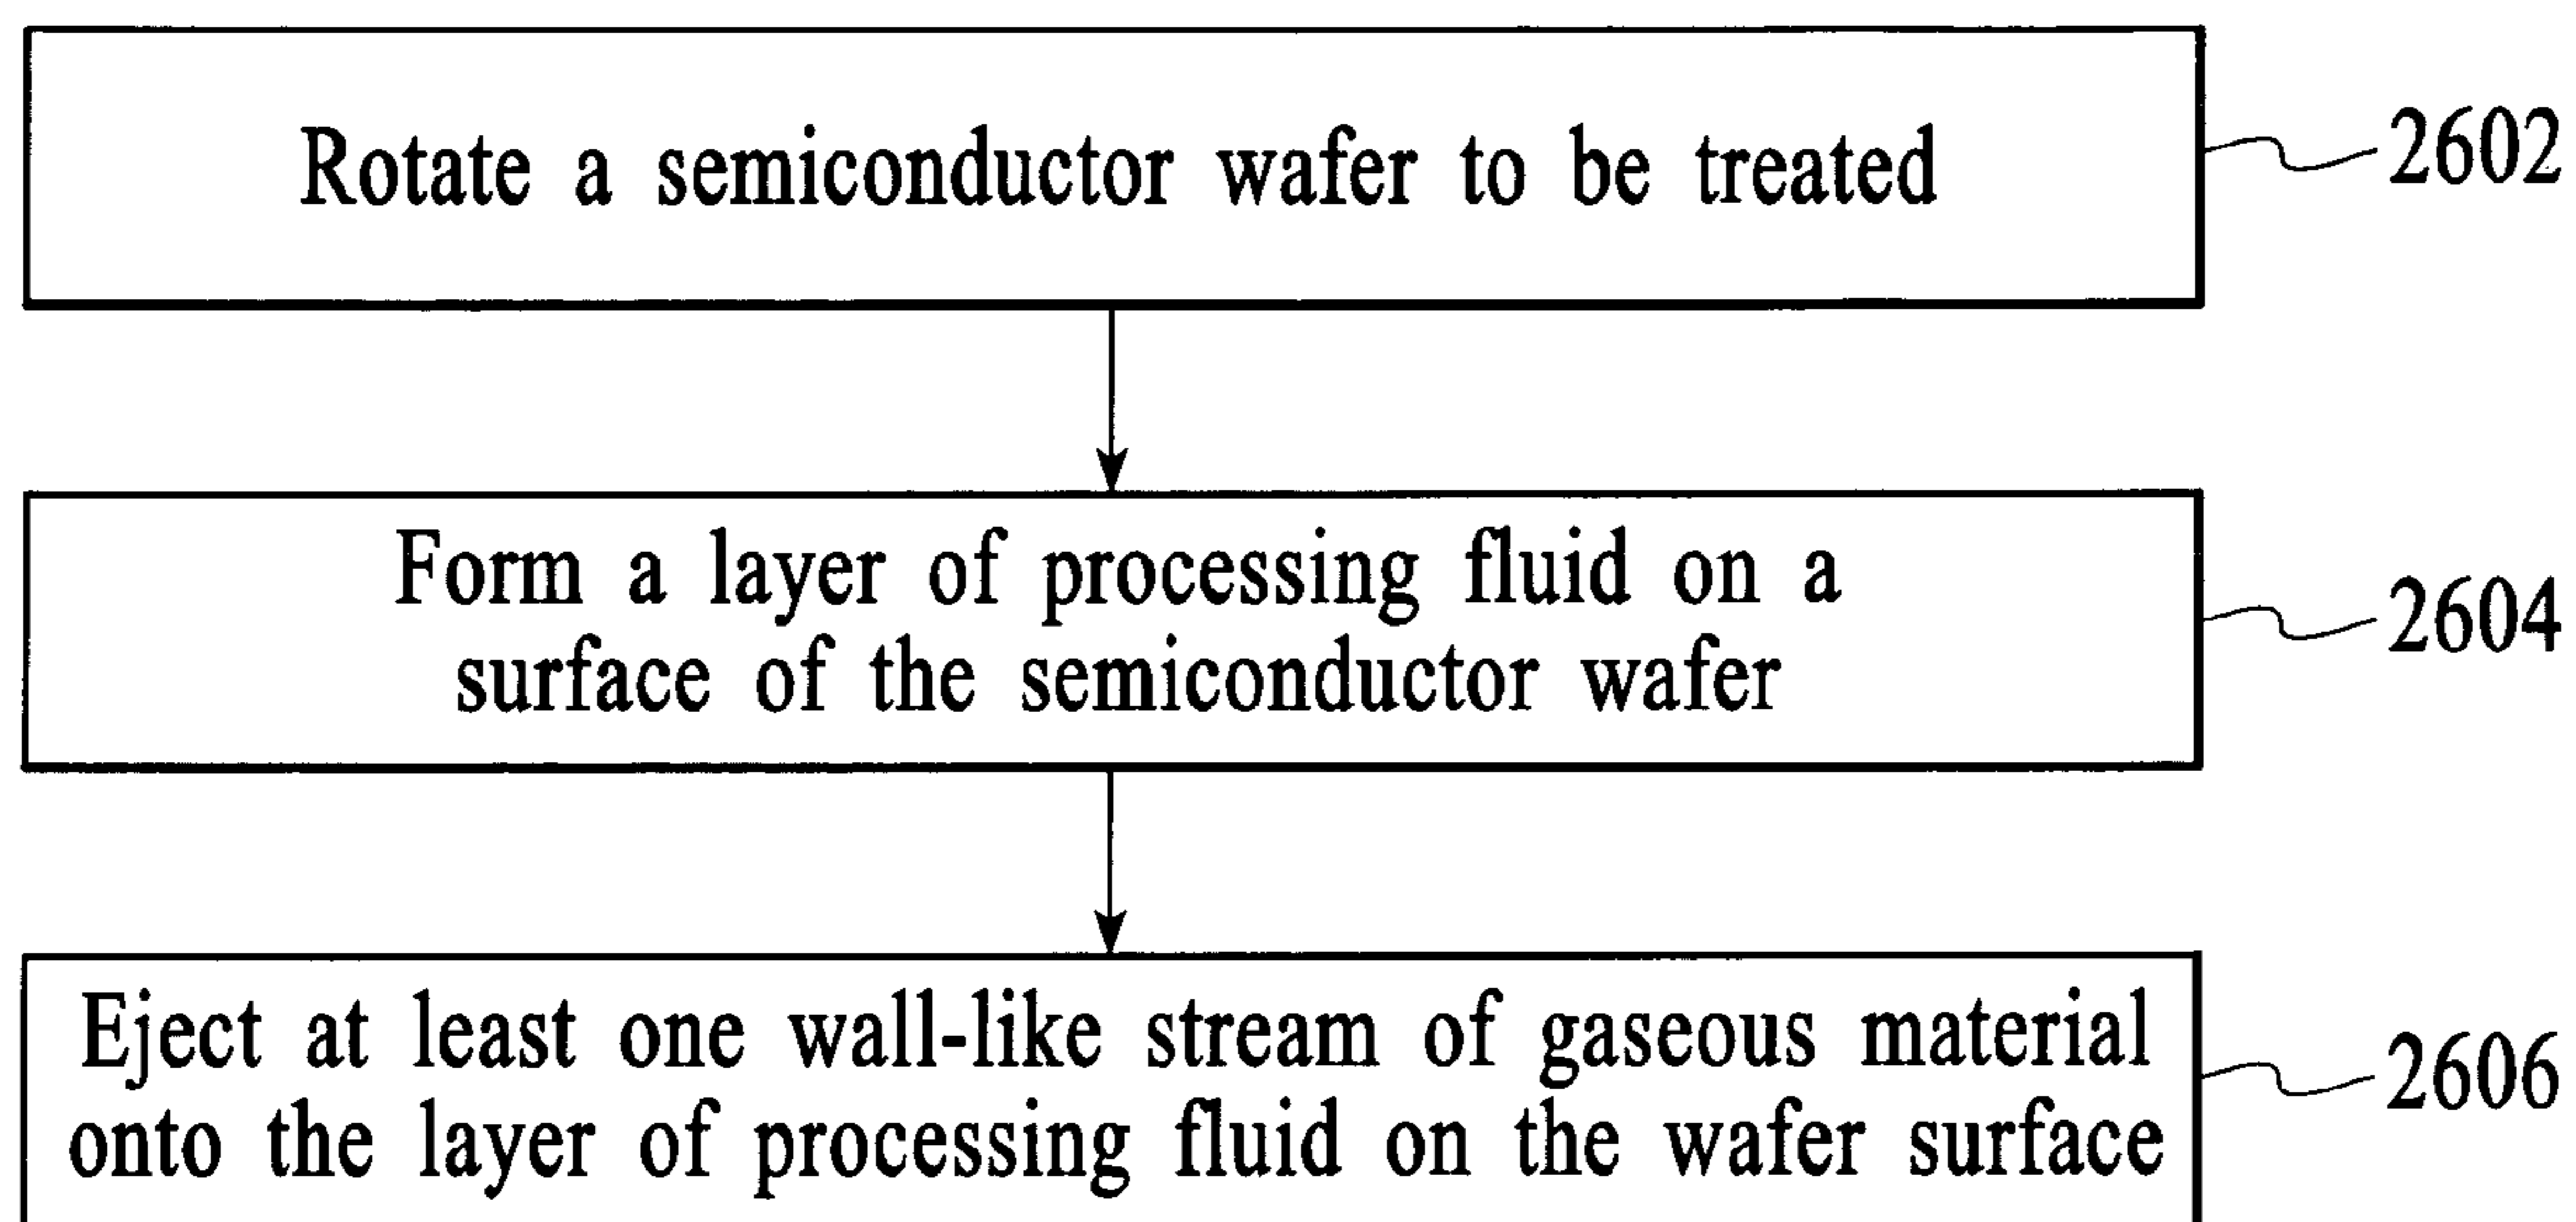 Rotate a semiconductor wafer to be treated
2602
Form a layer of processing fluid on a
surface of the semiconductor wafer
2604
Eject at least one wall-like stream of gaseous material
onto the layer of processing fluid on the wafer surface
2606